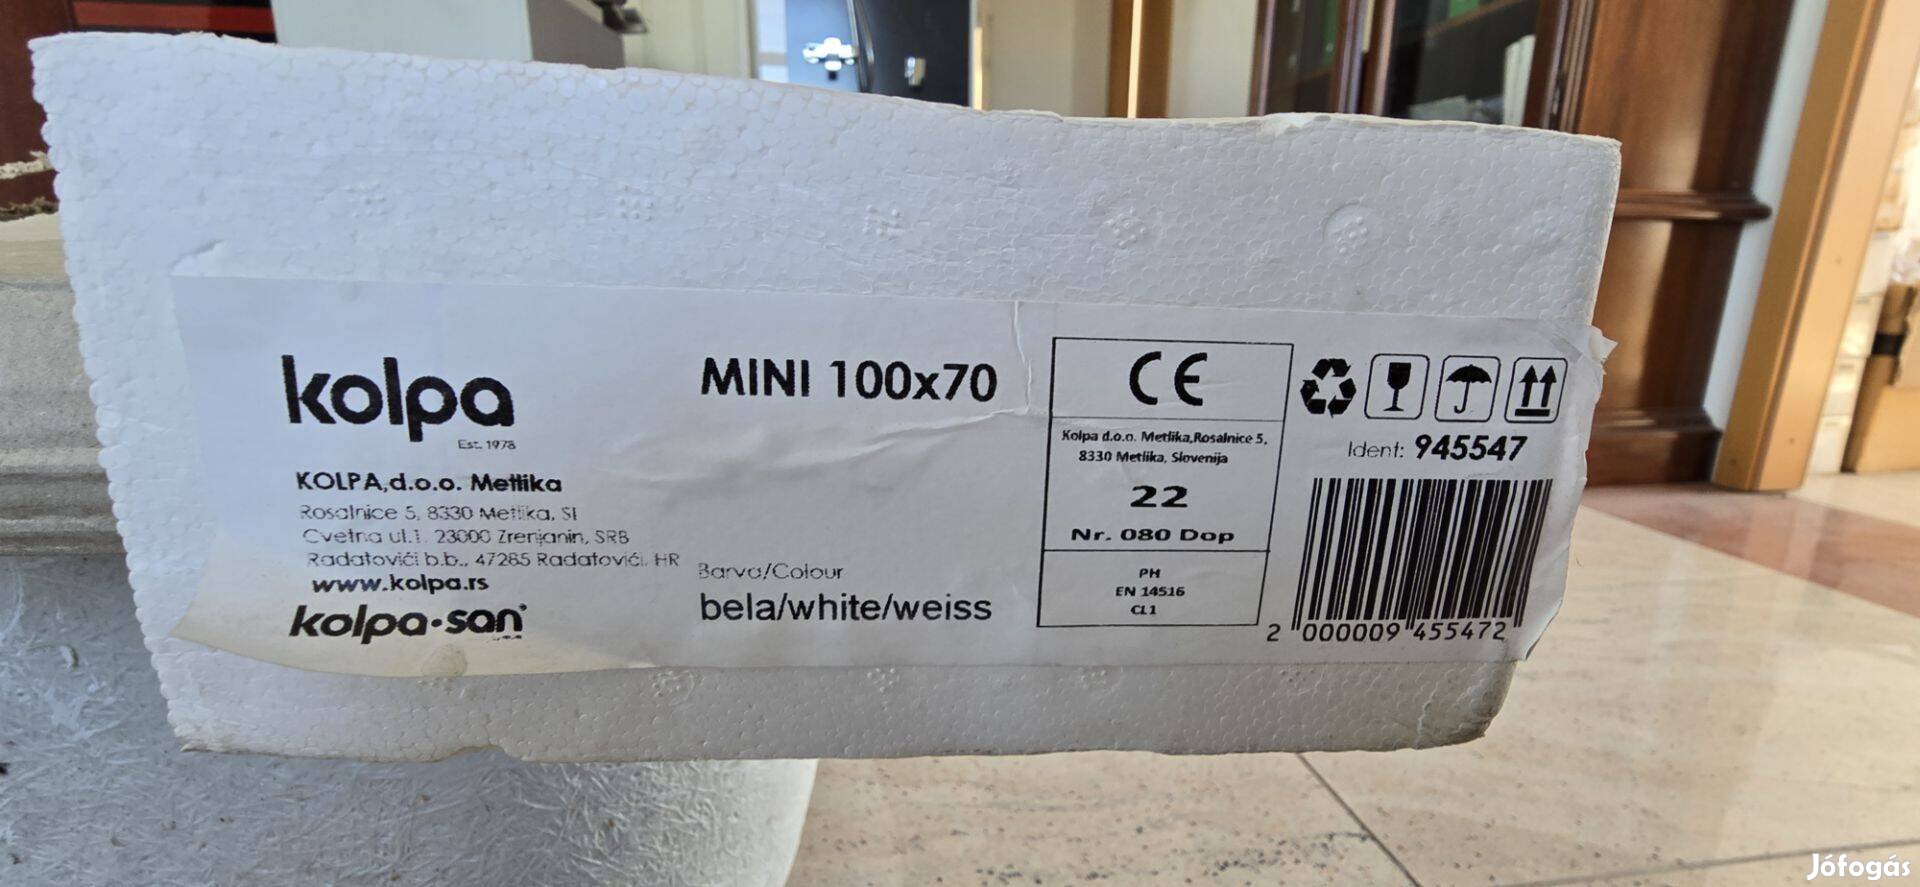 kolpa
Est. 1978
KOLPA,d.o.o. Metlika
Rosalnice 5, 8330 Metlika, SI
Cvetna ul.1, 23000 Zrenjanin, SRB
Radatovići b.b., 47285 Radatovići, HR
www.kolpa.rs
kolpa•san
MINI 100x70
Barva/Colour
bela/white/weiss
CE
Kolpa d.o.o. Metlika,Rosalnice 5,
8330 Metlika, Slovenija
22
Nr. 080 Dop
PH
EN 14516
CL1
Ident: 945547
2 000009 455472
Jófogás